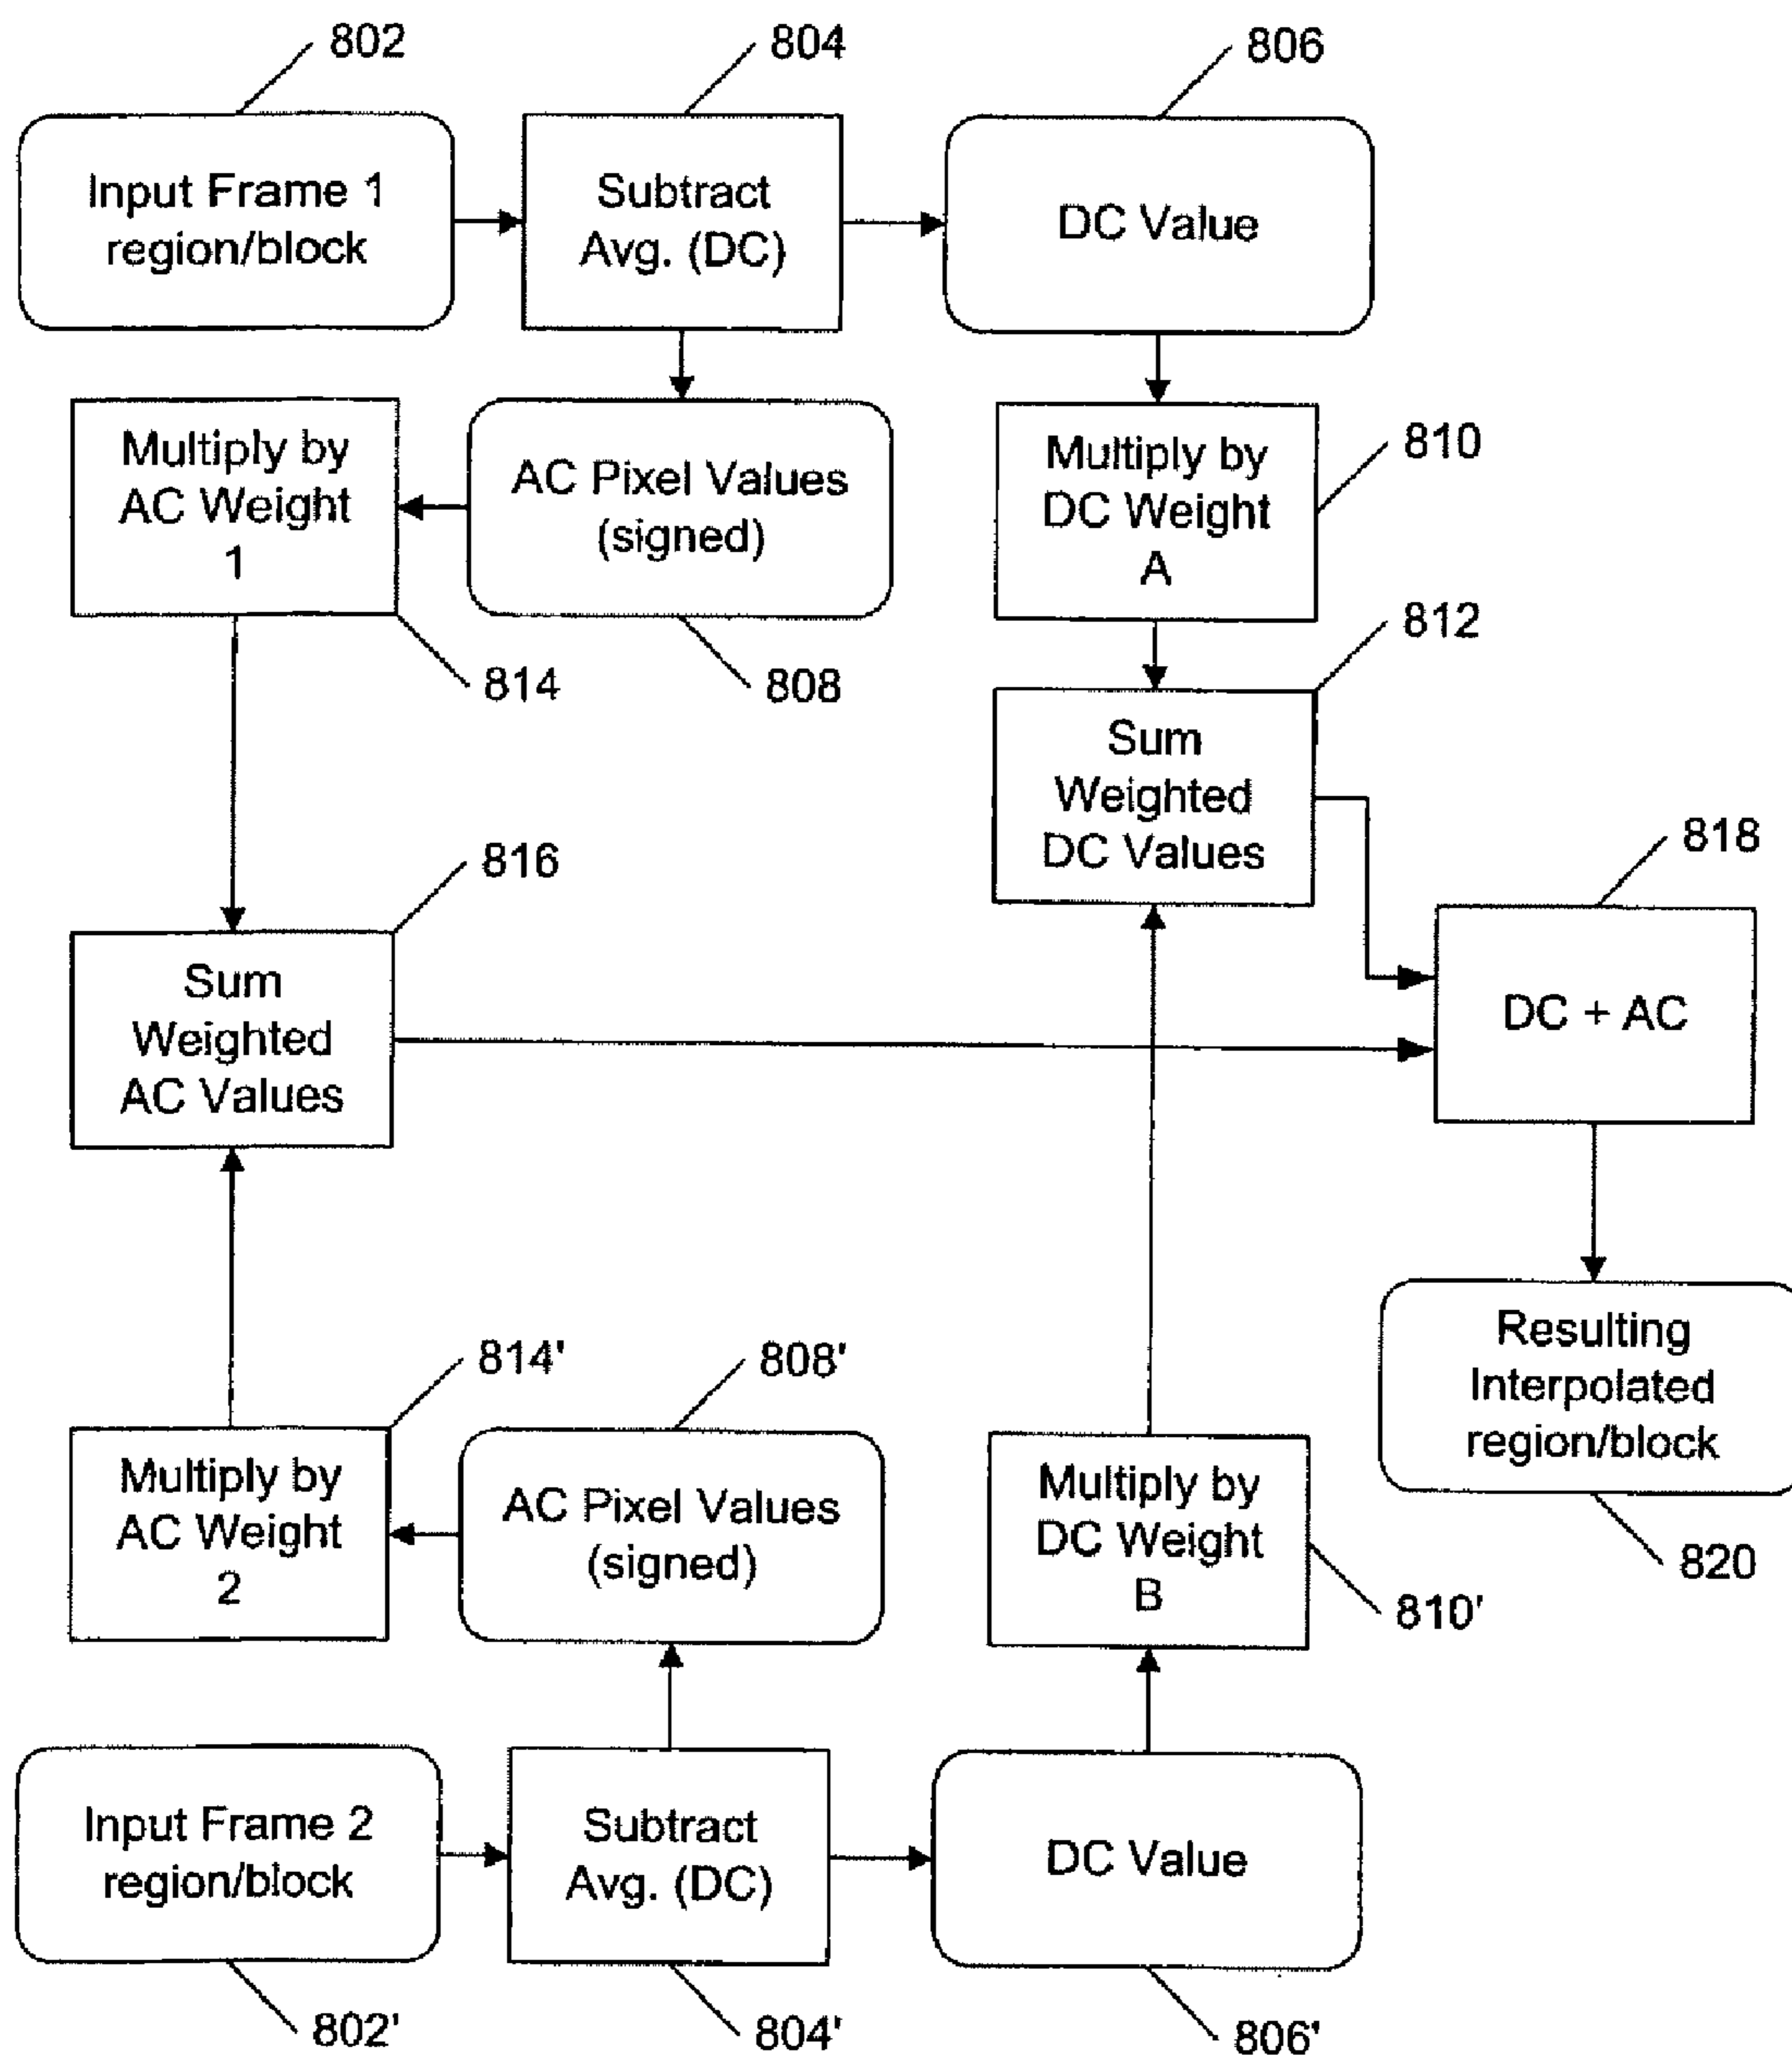 802
804
806
Input Frame 1
region/block
Subtract
Avg. (DC)
DC Value
Multiply by
AC Weight
1
AC Pixel Values
(signed)
Multiply by
DC Weight
A
810
814
808
812
Sum
Weighted
DC Values
816
818
Sum
Weighted
AC Values
DC + AC
814'
808'
Resulting
Interpolated
region/block
Multiply by
AC Weight
2
AC Pixel Values
(signed)
Multiply by
DC Weight
B
820
810'
Input Frame 2
region/block
Subtract
Avg. (DC)
DC Value
802'
804'
806'